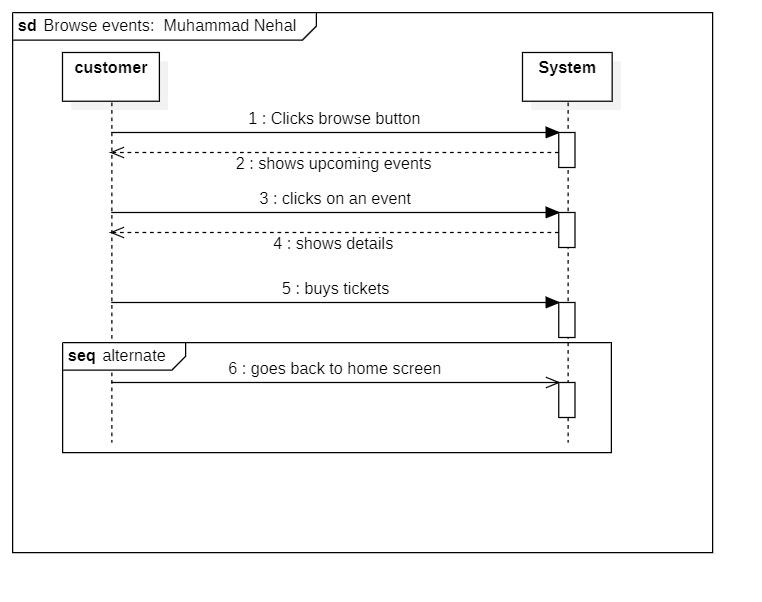 sd Browse events: Muhammad Nehal
customer
System
1 : Clicks browse button
2 : shows upcoming events
3 : clicks on an event
4 : shows details
5 : buys tickets
seq alternate
6 : goes back to home screen